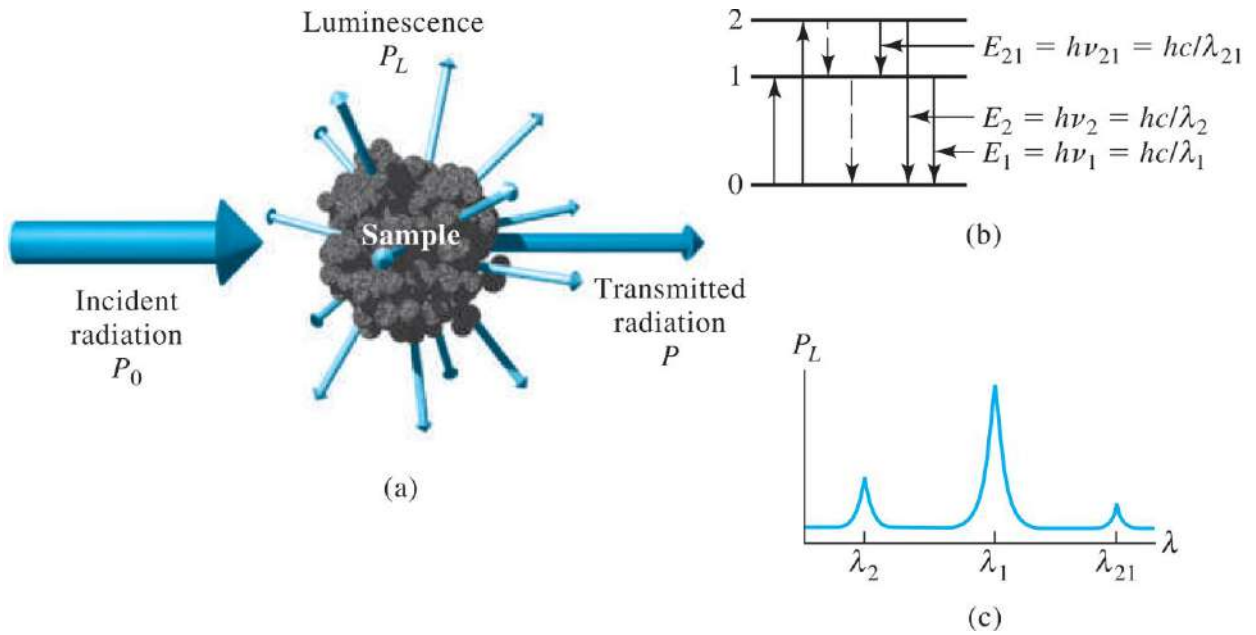 Luminescence
P_L
Sample
Incident
radiation
P_0
Transmitted
radiation
P
(a)
2
1
0
E_21 = hν_21 = hc/λ_21
E_2 = hν_2 = hc/λ_2
E_1 = hν_1 = hc/λ_1
(b)
P_L
λ_2 λ_1 λ_21 λ
(c)